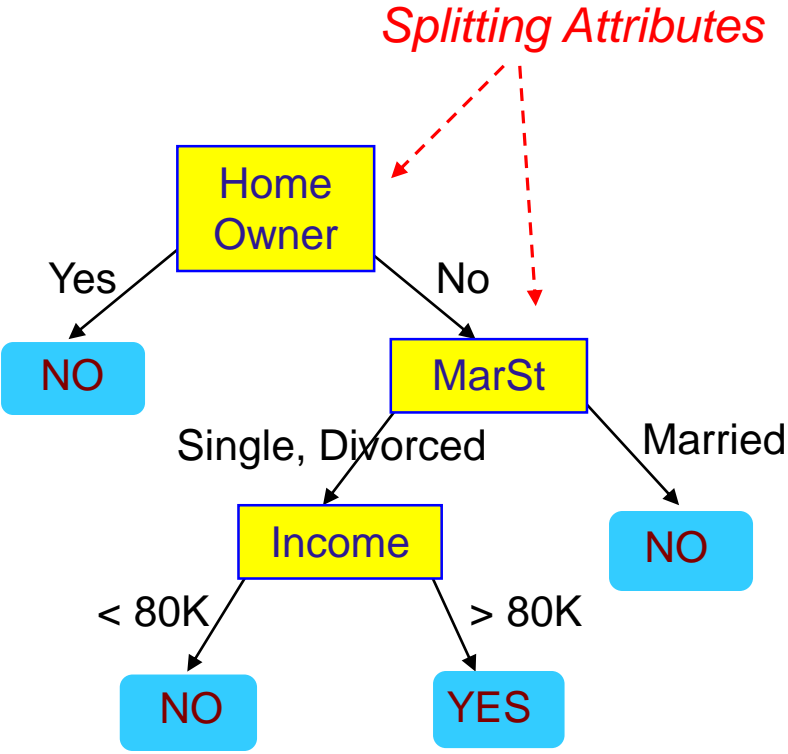 Splitting Attributes
Home
Owner
Yes
No
NO
MarSt
Single, Divorced
Married
Income
NO
< 80K
> 80K
NO
YES